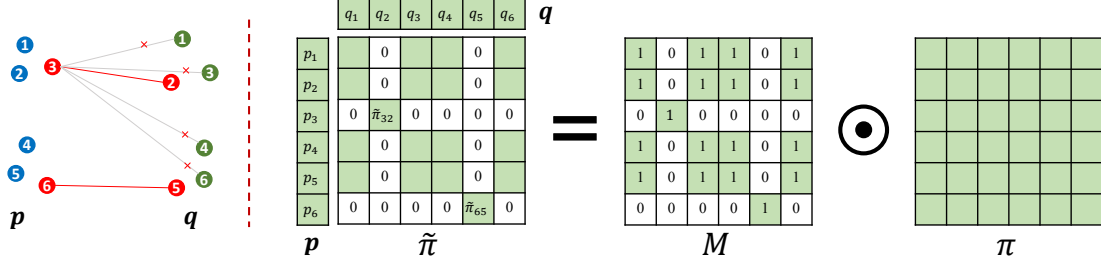 1 2 3 4 5 6
p
1 3 2 4 6 5
q
× × × ×
q₁ q₂ q₃ q₄ q₅ q₆ q
p₁ 0 0
p₂ 0 0
p₃ 0 π̃₃₂ 0 0 0 0
p₄ 0 0
p₅ 0 0
p₆ 0 0 0 0 π̃₆₅ 0
p π̃
=
1 0 1 1 0 1
1 0 1 1 0 1
0 1 0 0 0 0
1 0 1 1 0 1
1 0 1 1 0 1
0 0 0 0 1 0
M
⊙
π